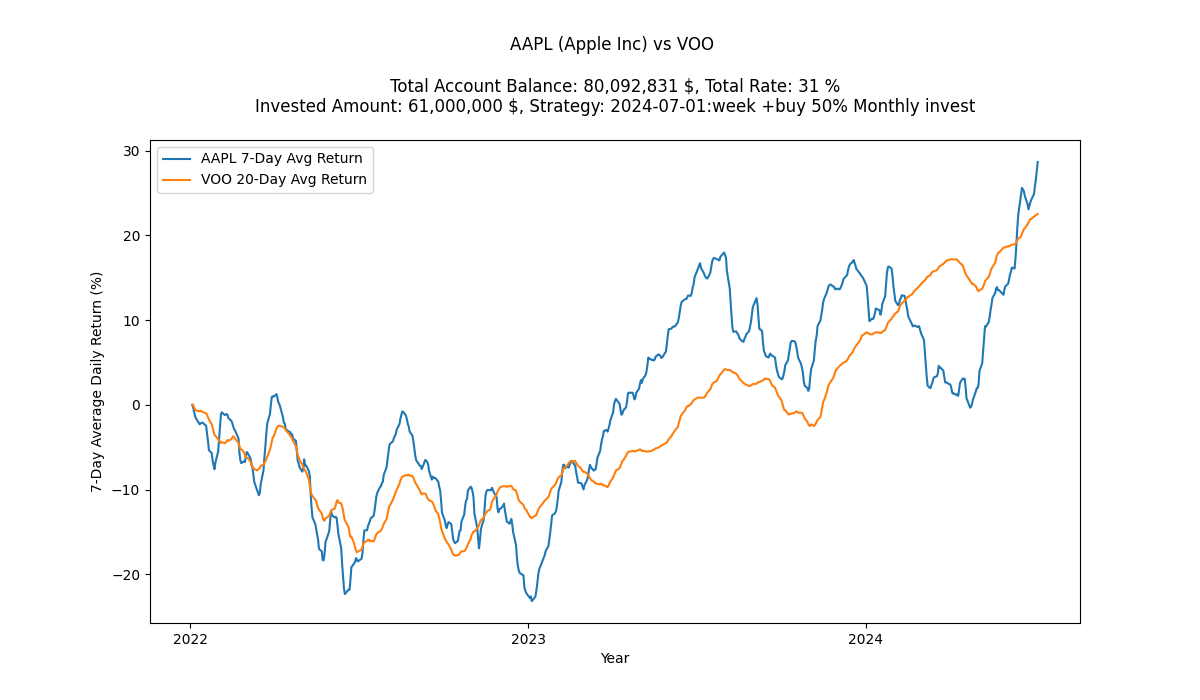 AAPL (Apple Inc) vs VOO
Total Account Balance: 80,092,831 $, Total Rate: 31 %
Invested Amount: 61,000,000 $, Strategy: 2024-07-01:week +buy 50% Monthly invest
AAPL 7-Day Avg Return
VOO 20-Day Avg Return
7-Day Average Daily Return (%)
30
20
10
0
−10
−20
2022
2023
2024
Year